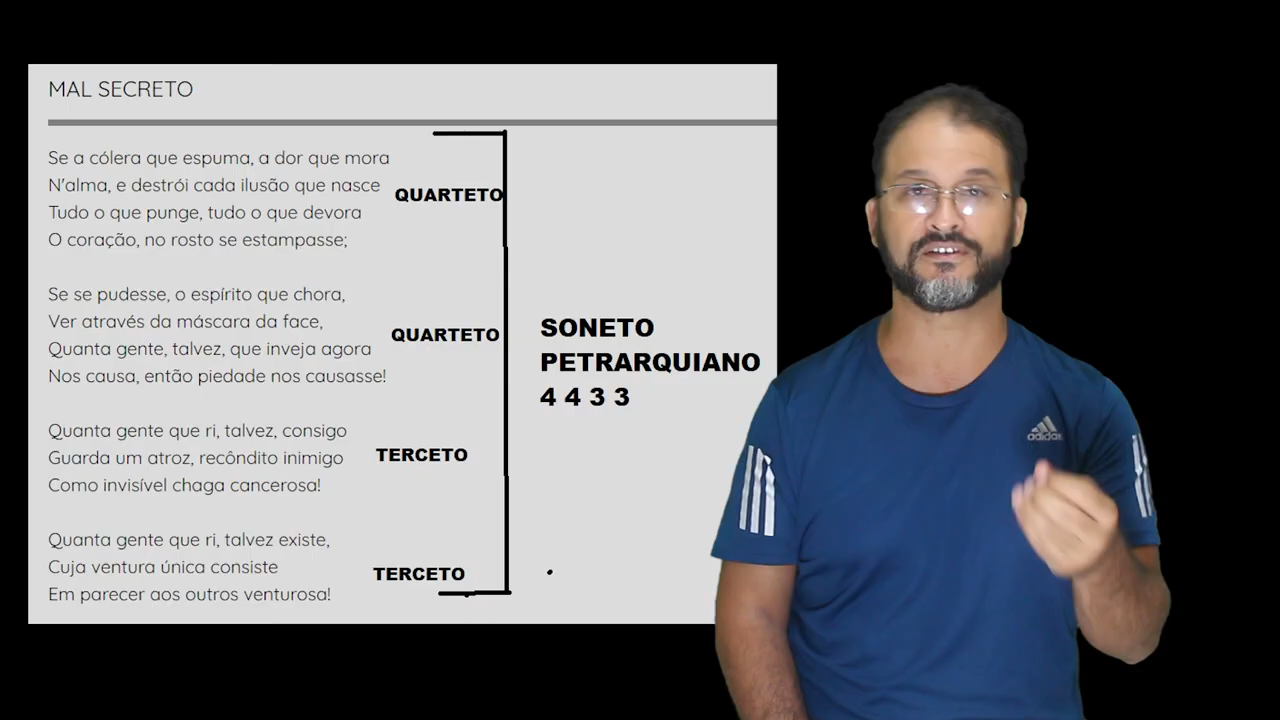 MAL SECRETO
Se a cólera que espuma, a dor que mora
N'alma, e destrói cada ilusão que nasce
Tudo o que punge, tudo o que devora
O coração, no rosto se estampasse;
QUARTETO
Se se pudesse, o espírito que chora,
Ver através da máscara da face,
Quanta gente, talvez, que inveja agora
Nos causa, então piedade nos causasse!
QUARTETO
Quanta gente que ri, talvez, consigo
Guarda um atroz, recôndito inimigo
Como invisível chaga cancerosa!
TERCETO
Quanta gente que ri, talvez existe,
Cuja ventura única consiste
Em parecer aos outros venturosa!
TERCETO
SONETO
PETRARQUIANO
4 4 3 3
adidas